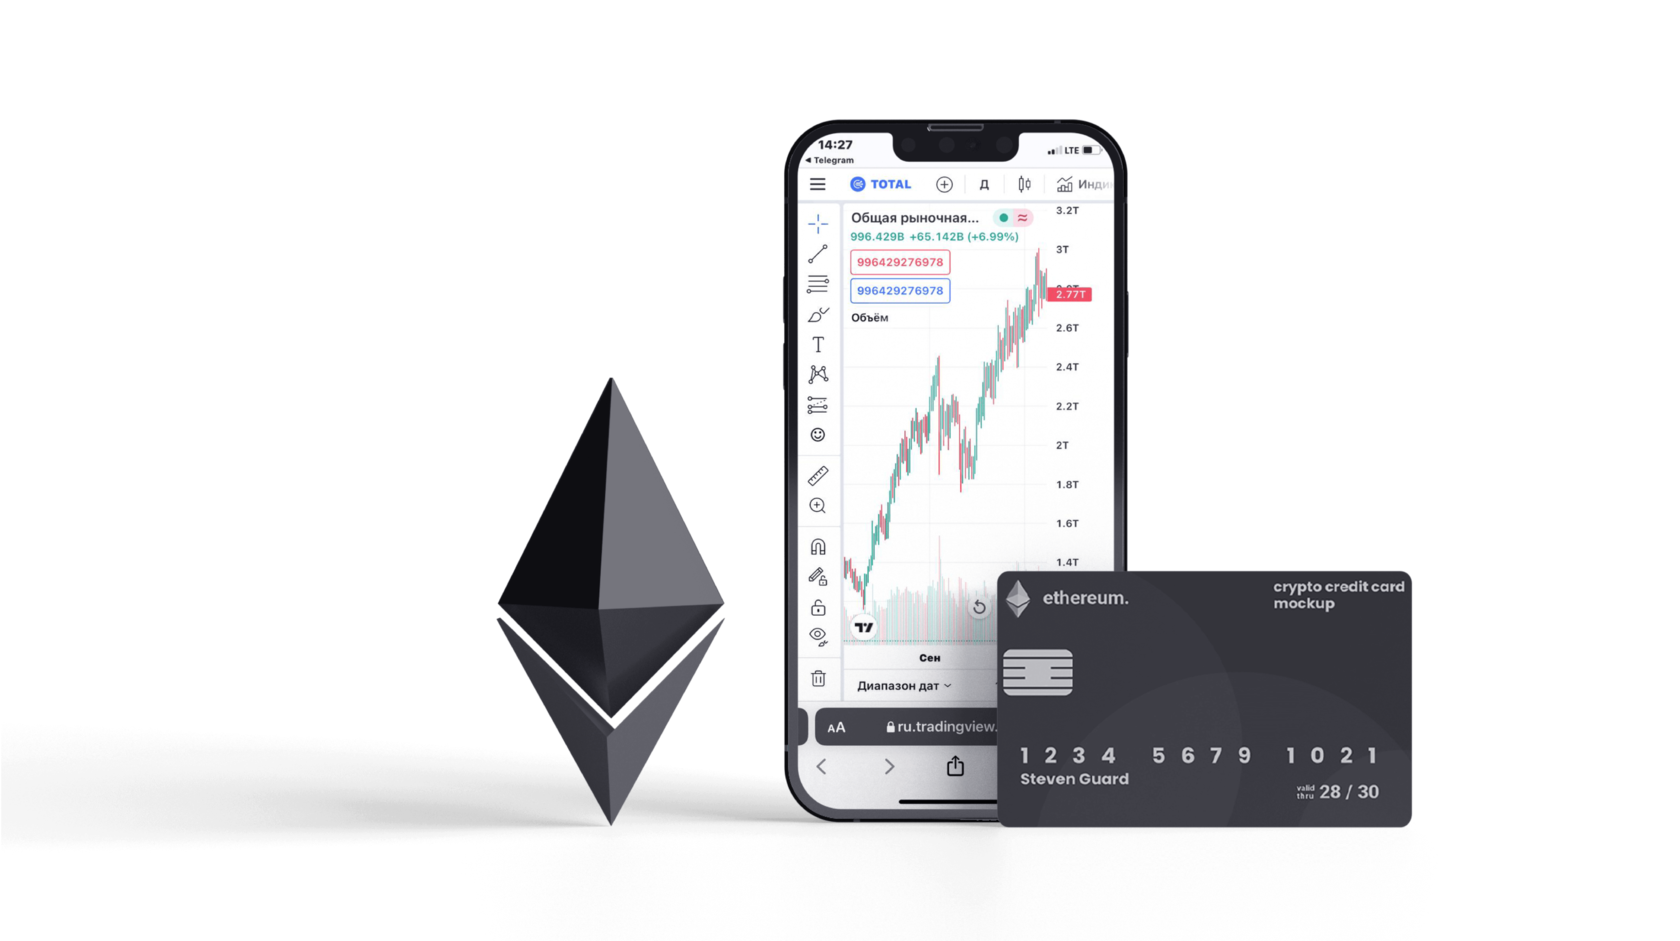 14:27
LTE
◀ Telegram
TOTAL
Д
Общая рыночная...
996.429B +65.142B (+6.99%)
996429276978
996429276978
Объём
3.2T
3T
2.77T
2.6T
2.4T
2.2T
2T
1.8T
1.6T
1.4T
T
Сен
Диапазон дат
AA
ru.tradingview.
ethereum.
crypto credit card
mockup
1234 5679 1021
Steven Guard
valid
thru 28 / 30